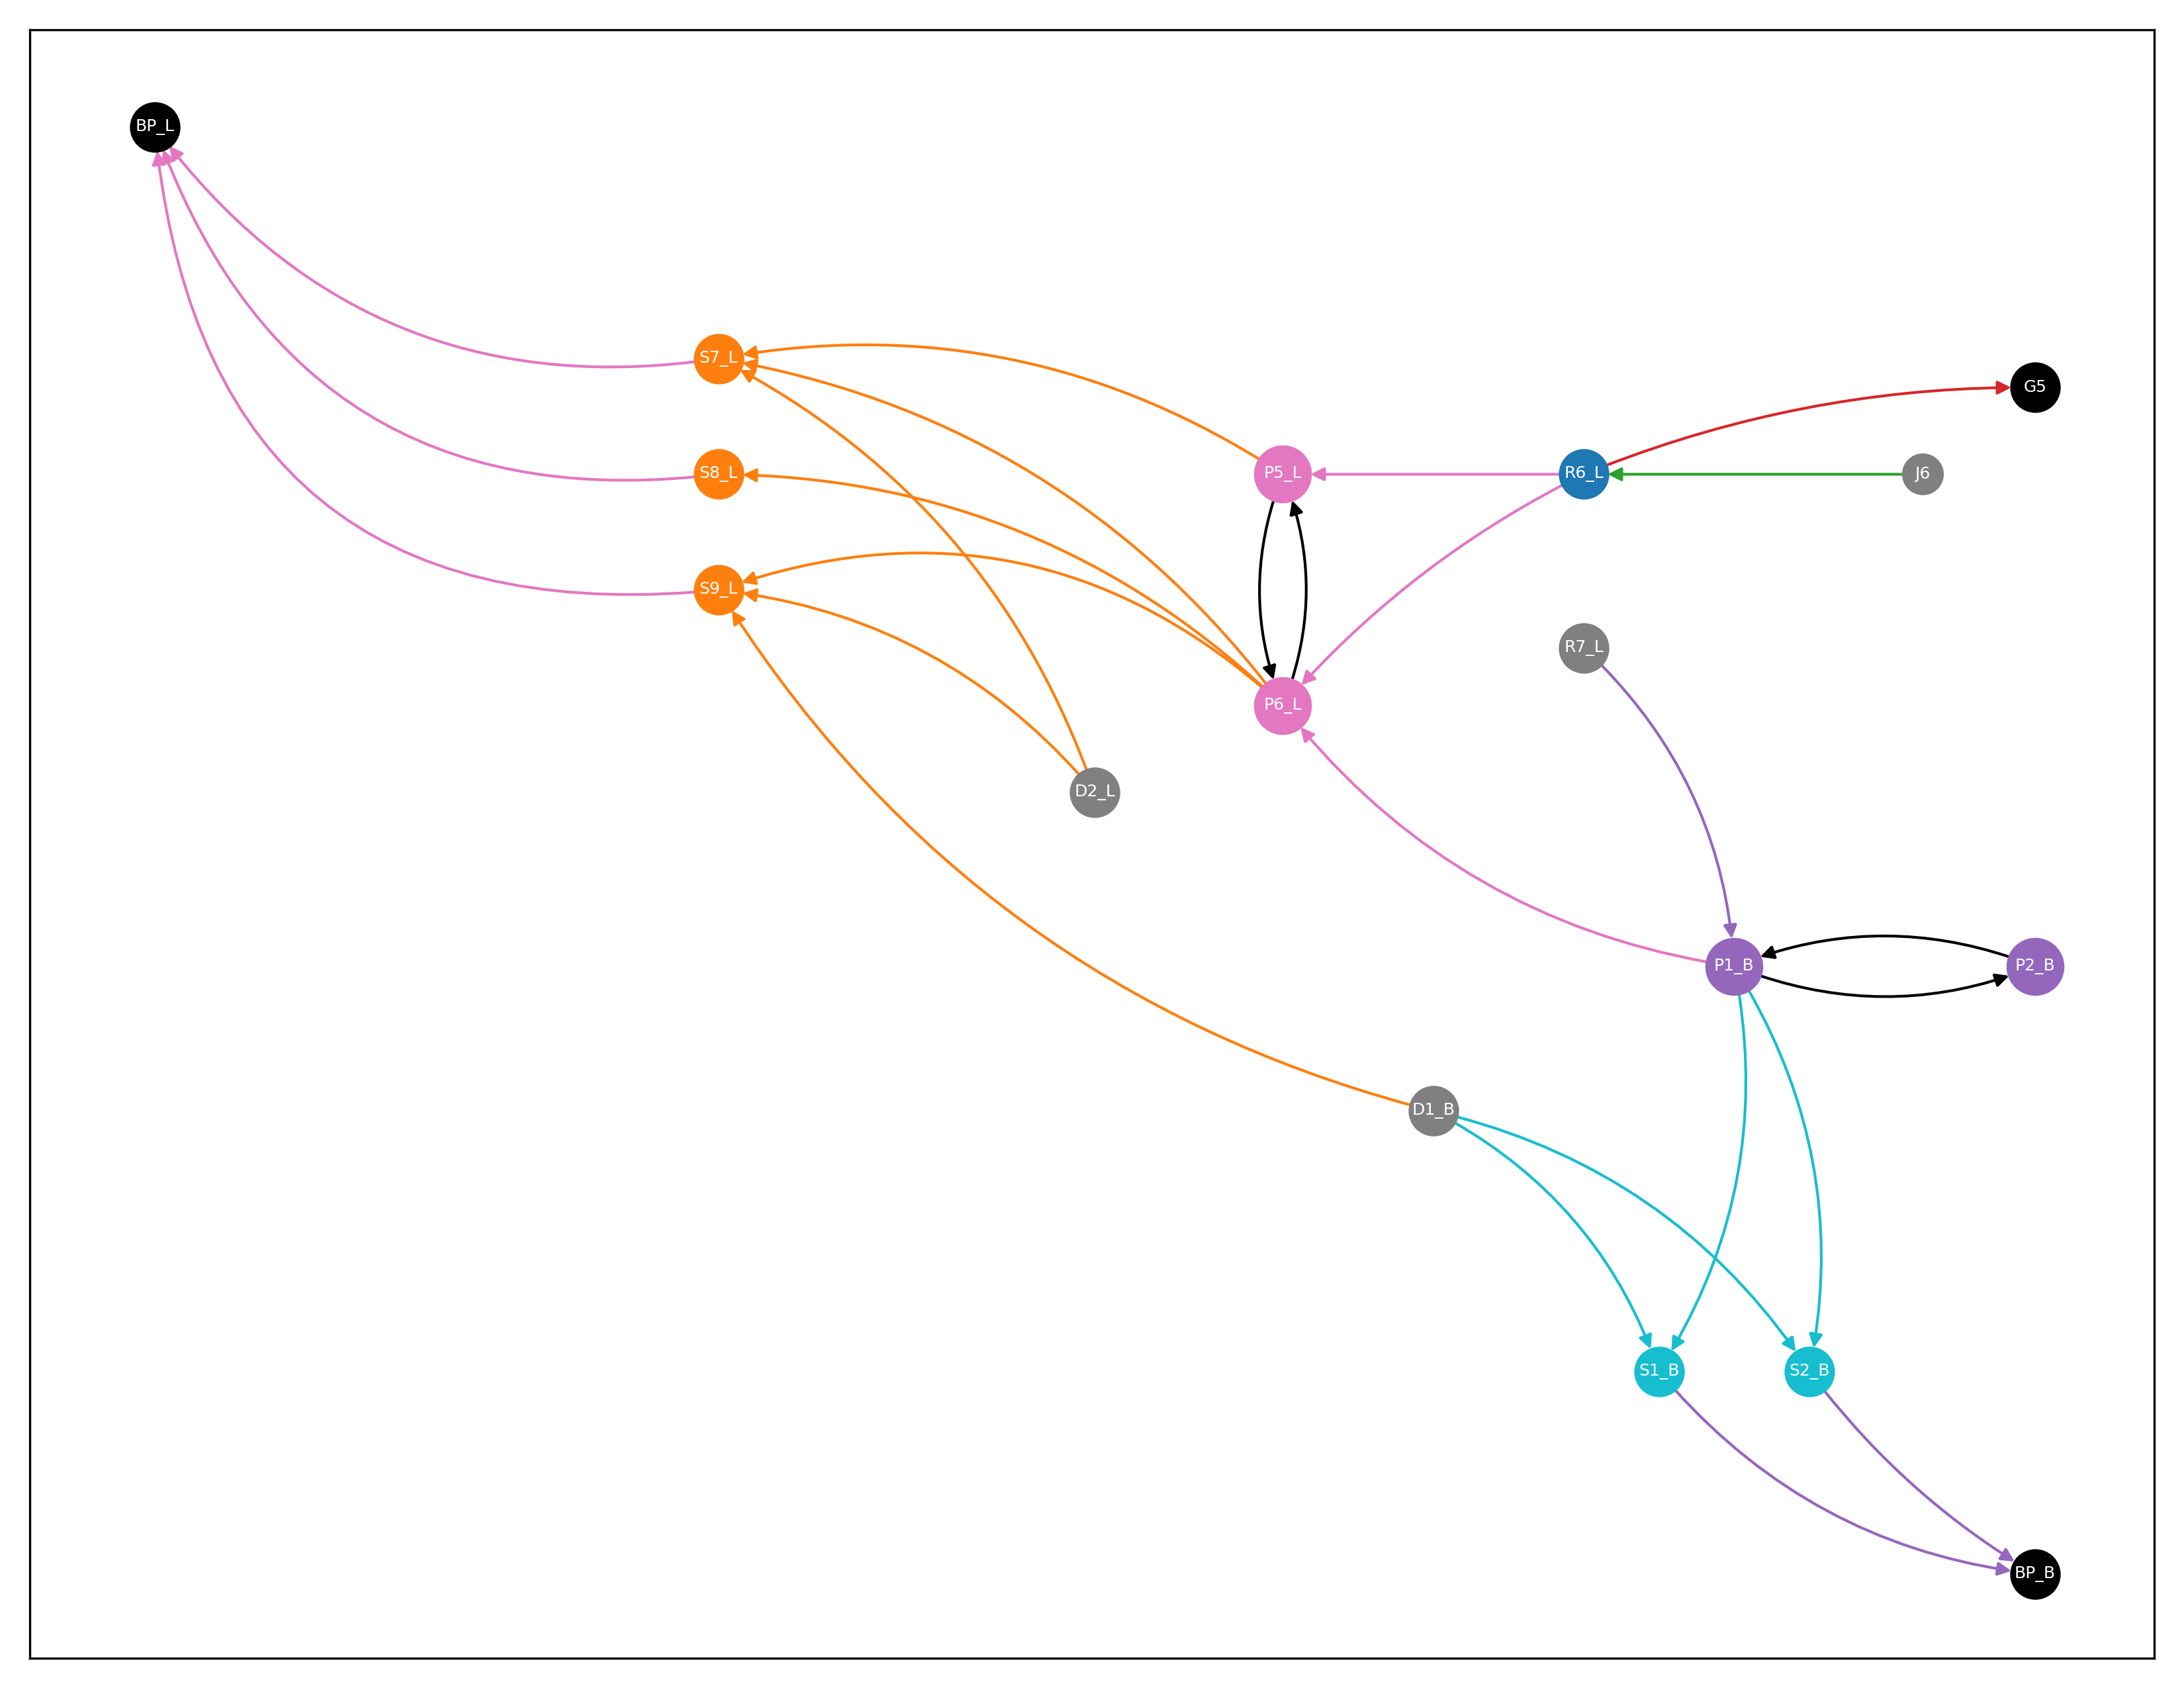 BP_L
S7_L
G5
S8_L
P5_L
R6_L
J6
S9_L
R7_L
P6_L
D2_L
P1_B
P2_B
D1_B
S1_B
S2_B
BP_B